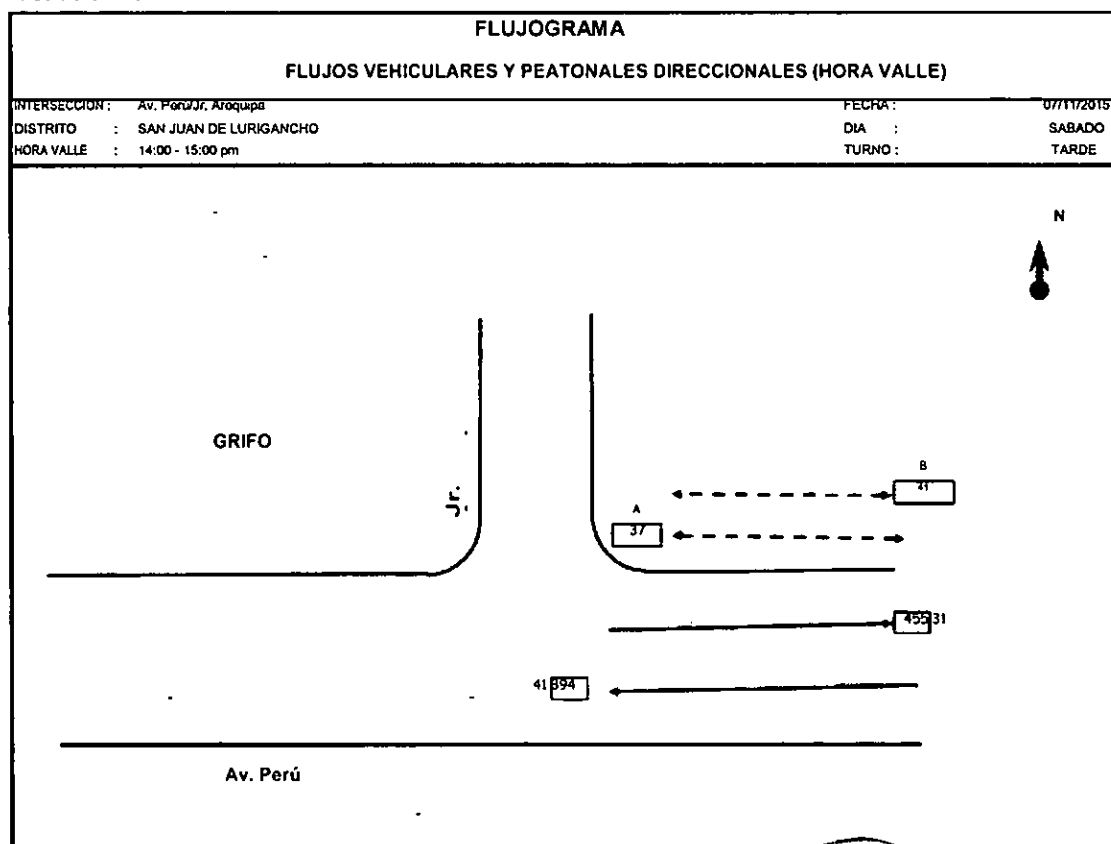 FLUJOGRAMA
FLUJOS VEHICULARES Y PEATONALES DIRECCIONALES (HORA VALLE)
INTERSECCION : Av. Perú/Jr. Arequipa FECHA : 07/11/2015
DISTRITO : SAN JUAN DE LURIGANCHO DIA : SABADO
HORA VALLE : 14:00 - 15:00 pm TURNO : TARDE
N
GRIFO
Jr.
B
41
A
37
455 31
41 394
Av. Perú